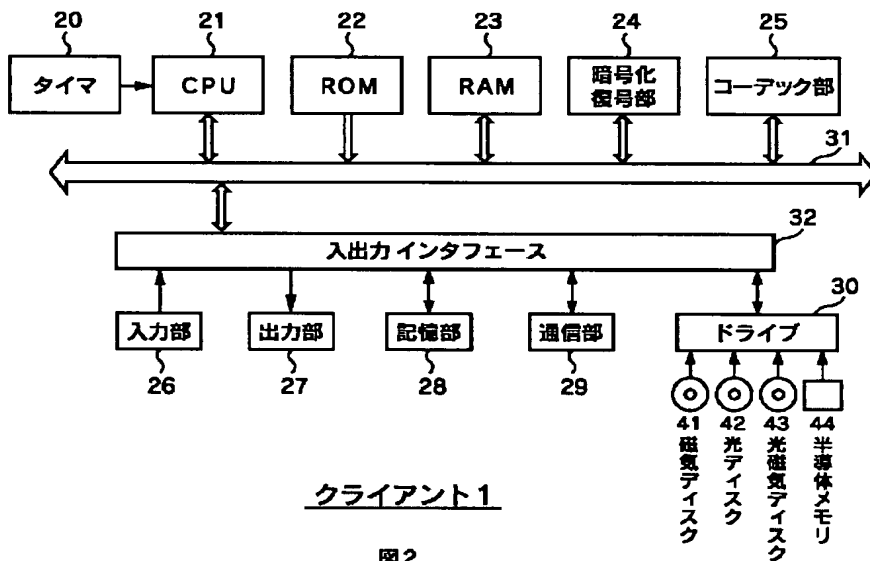 20
21
22
23
24
25
タイマ
CPU
ROM
RAM
暗号化
復号部
コーデック部
31
32
入出力インタフェース
30
入力部
出力部
記憶部
通信部
ドライブ
26
27
28
29
41
42
43
44
磁気ディスク
光ディスク
光磁気ディスク
半導体メモリ
クライアント1
図2